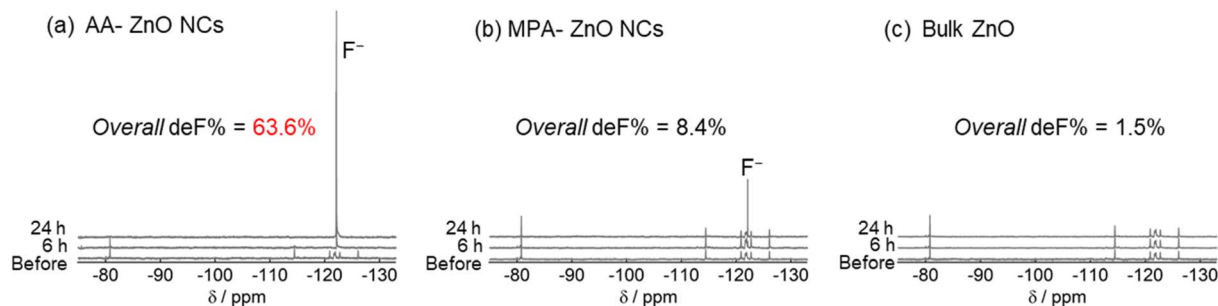 (a) AA- ZnO NCs
F⁻
Overall deF% = 63.6%
24 h
6 h
Before
-80 -90 -100 -110 -120 -130
δ / ppm
(b) MPA- ZnO NCs
Overall deF% = 8.4%
F⁻
24 h
6 h
Before
-80 -90 -100 -110 -120 -130
δ / ppm
(c) Bulk ZnO
Overall deF% = 1.5%
24 h
6 h
Before
-80 -90 -100 -110 -120 -130
δ / ppm